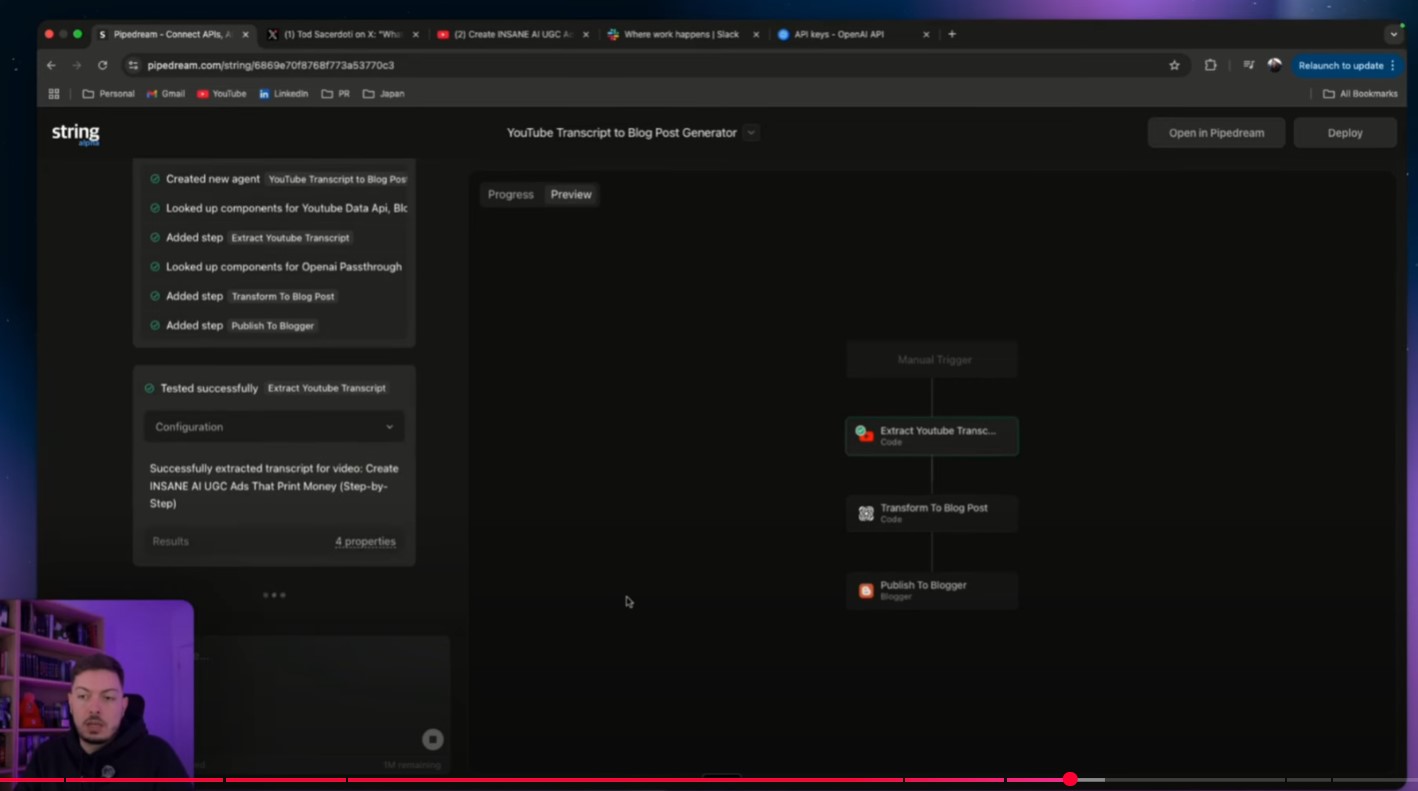 Pipedream - Connect APIs, A
(1) Tod Sacerdoti on X: "Wha
(2) Create INSANE AI UGC Ad
Where work happens | Slack
API keys - OpenAI API
pipedream.com/string/6869e70f8768f773a53770c3
Relaunch to update
Personal
Gmail
YouTube
LinkedIn
PR
Japan
All Bookmarks
string
alpha
YouTube Transcript to Blog Post Generator
Open in Pipedream
Deploy
Created new agent YouTube Transcript to Blog Pos
Looked up components for Youtube Data Api, Blo
Added step Extract Youtube Transcript
Looked up components for Openai Passthrough
Added step Transform To Blog Post
Added step Publish To Blogger
Tested successfully Extract Youtube Transcript
Configuration
Successfully extracted transcript for video: Create
INSANE AI UGC Ads That Print Money (Step-by-
Step)
Results 4 properties
1M remaining
Progress
Preview
Manual Trigger
Extract Youtube Transc...
Code
Transform To Blog Post
Code
Publish To Blogger
Blogger